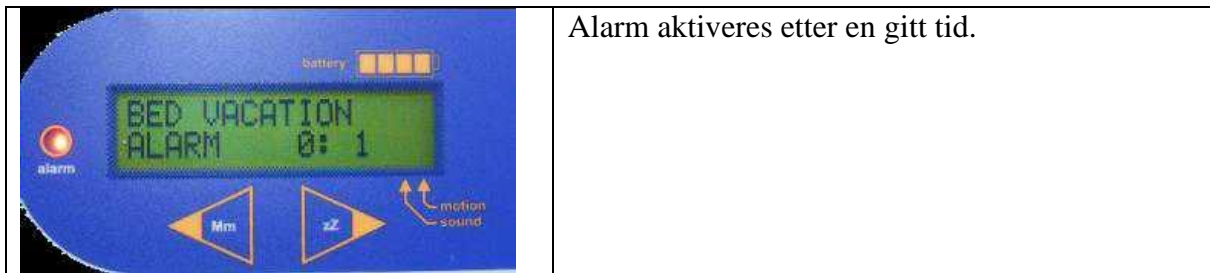 Alarm aktiveres etter en gitt tid.
battery
BED VACATION
ALARM 0: 1
alarm
motion
sound
Mm
zZ